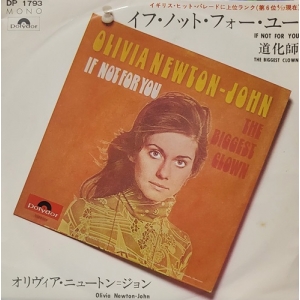 DP 1793
MONO
Polydor
イギリス・ヒット・パレードに上位ランク
イフ・ノット・フォー・ユー
IF NOT FOR YOU
道化師
THE BIGGEST CLOWN
OLIVIA NEWTON-JOHN
IF NOT FOR YOU
THE BIGGEST
CLOWN
Polydor
オリヴィア・ニュートン=ジョン
Olivia Newton-John